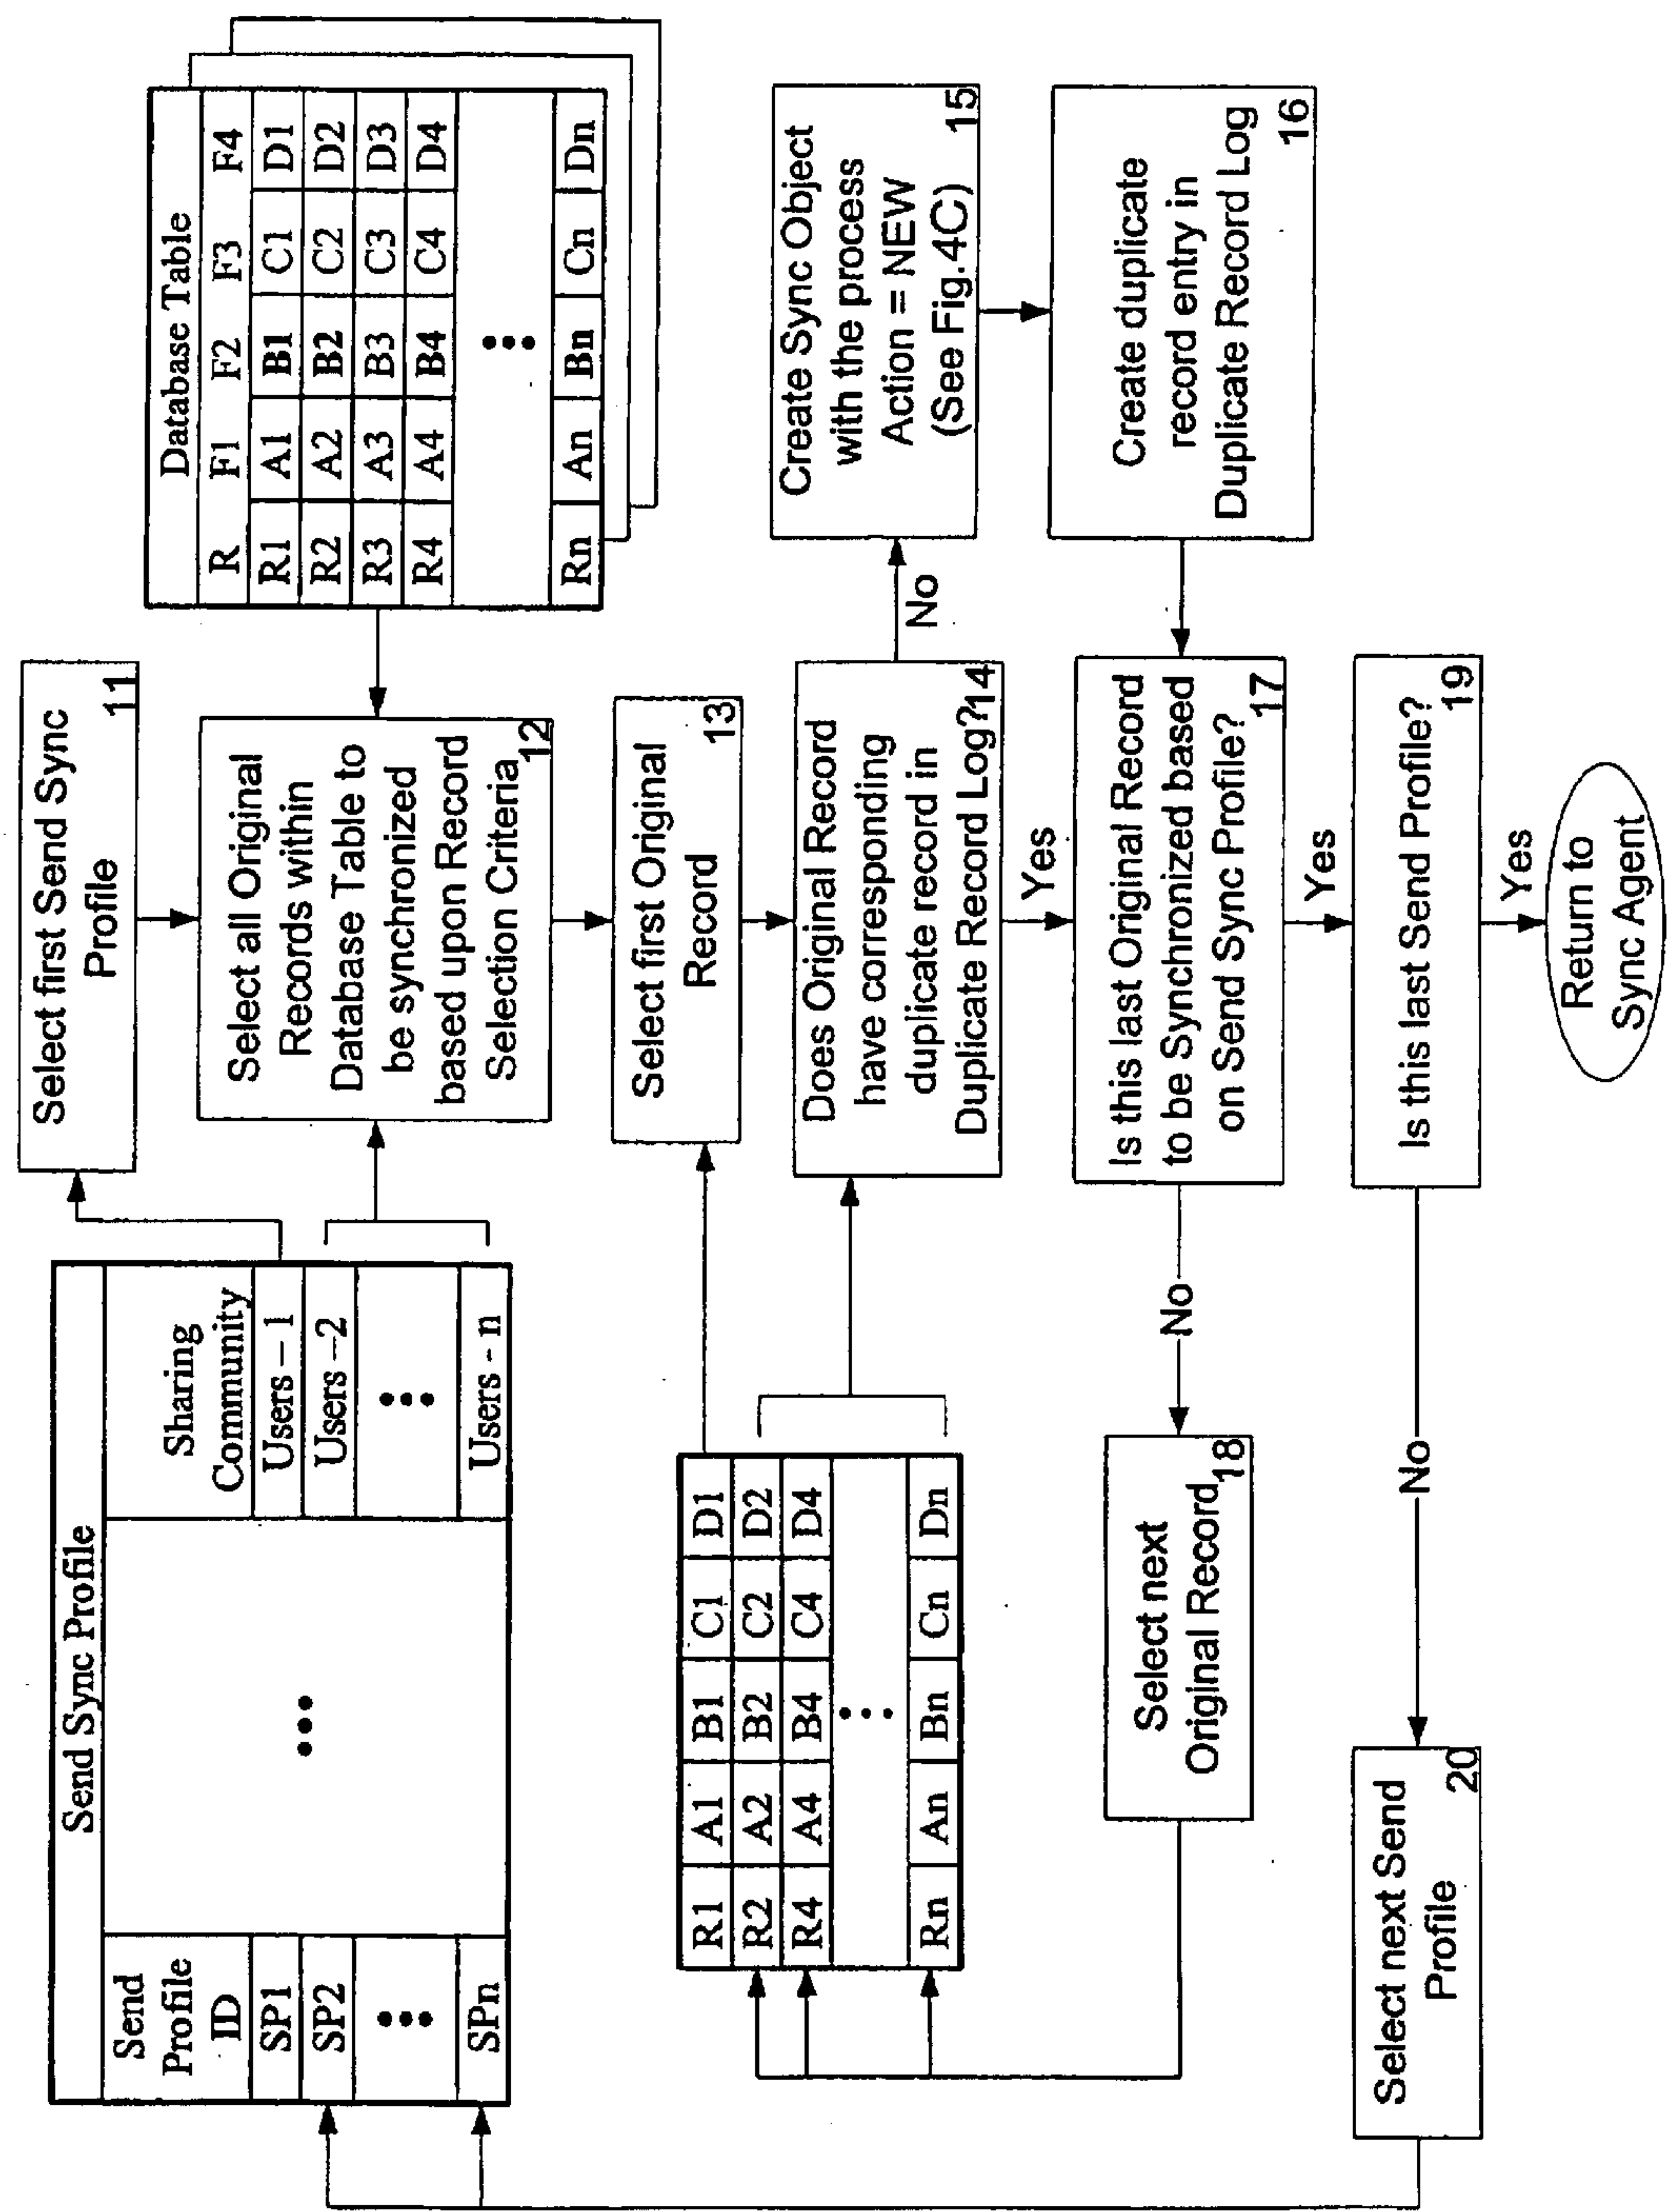 Send Sync Profile
Send
Profile
ID
Sharing
Community
SP1
Users – 1
SP2
Users –2
SPn
Users - n
Select first Send Sync
Profile
11
Database Table
R F1 F2 F3 F4
R1 A1 B1 C1 D1
R2 A2 B2 C2 D2
R3 A3 B3 C3 D3
R4 A4 B4 C4 D4
Rn An Bn Cn Dn
Select all Original
Records within
Database Table to
be synchronized
based upon Record
Selection Criteria
12
R1 A1 B1 C1 D1
R2 A2 B2 C2 D2
R4 A4 B4 C4 D4
Rn An Bn Cn Dn
Select first Original
Record
13
Does Original Record
have corresponding
duplicate record in
Duplicate Record Log?
14
No
Create Sync Object
with the process
Action = NEW
(See Fig.4C)
15
Create duplicate
record entry in
Duplicate Record Log
16
Yes
Is this last Original Record
to be Synchronized based
on Send Sync Profile?
17
No
Select next
Original Record
18
Yes
Is this last Send Profile?
19
No
Select next Send
Profile
20
Yes
Return to
Sync Agent